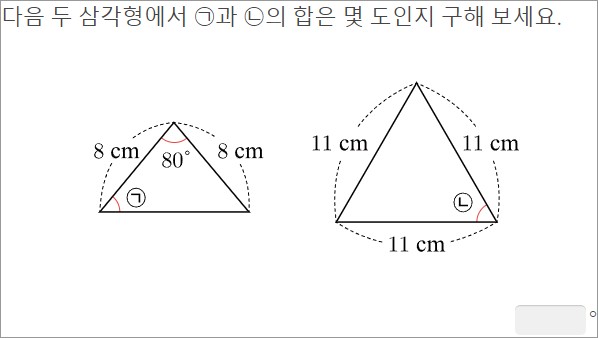 다음 두 삼각형에서 ㉠과 ㉡의 합은 몇 도인지 구해 보세요.
8 cm 80° 8 cm
㉠
11 cm 11 cm
㉡
11 cm
°